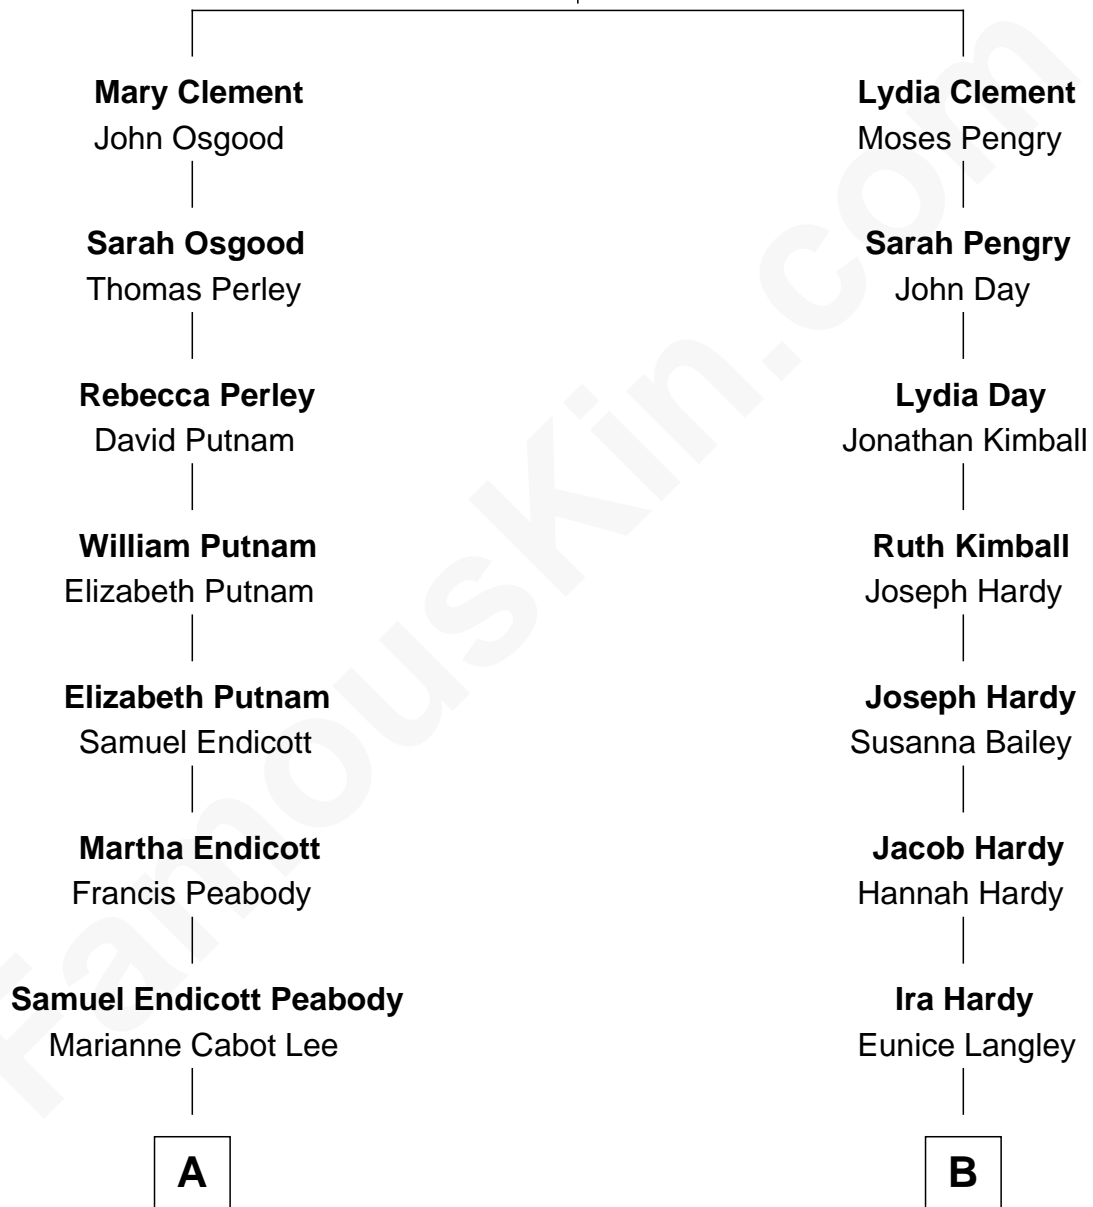 Mary Clement
John Osgood
Sarah Osgood
Thomas Perley
Rebecca Perley
David Putnam
William Putnam
Elizabeth Putnam
Elizabeth Putnam
Samuel Endicott
Martha Endicott
Francis Peabody
Samuel Endicott Peabody
Marianne Cabot Lee
A
Lydia Clement
Moses Pengry
Sarah Pengry
John Day
Lydia Day
Jonathan Kimball
Ruth Kimball
Joseph Hardy
Joseph Hardy
Susanna Bailey
Jacob Hardy
Hannah Hardy
Ira Hardy
Eunice Langley
B
FamousKin.com